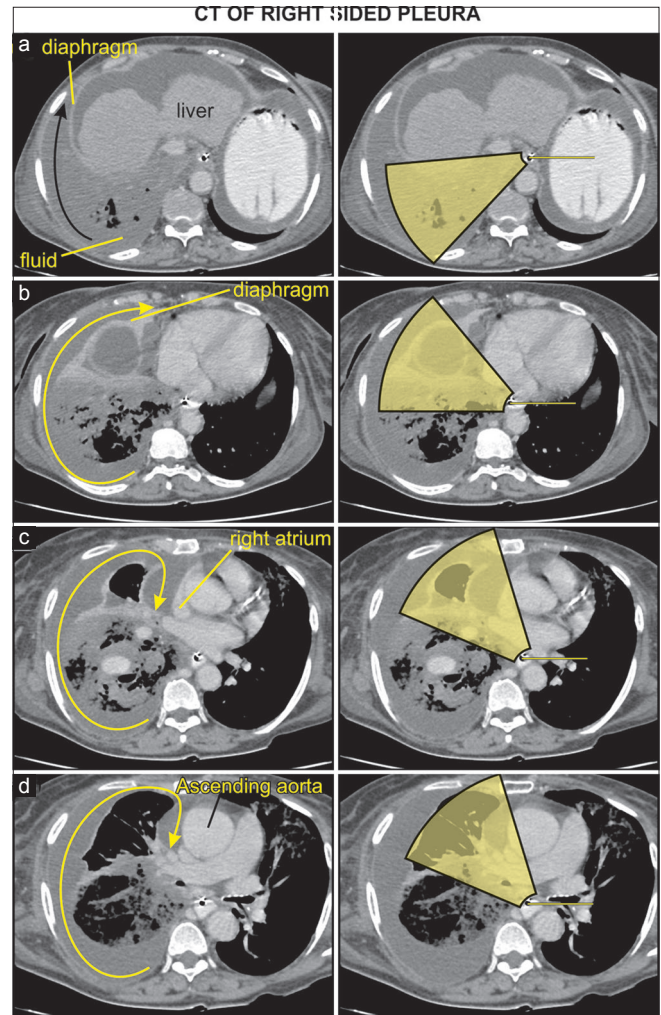 CT OF RIGHT SIDED PLEURA
a
diaphragm
liver
fluid
b
diaphragm
c
right atrium
d
Ascending aorta